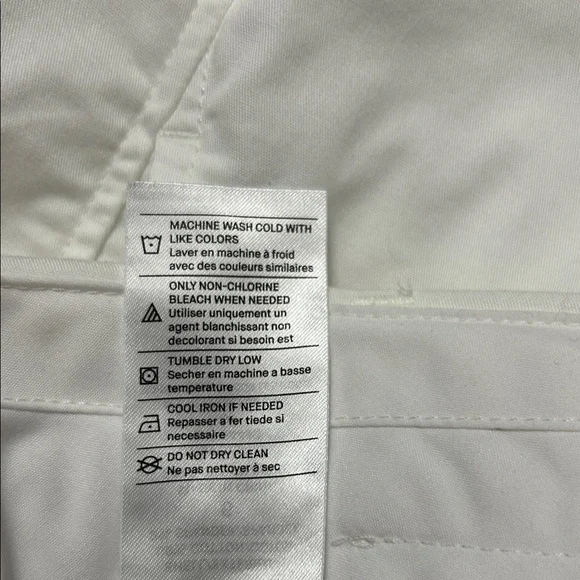 MACHINE WASH COLD WITH
LIKE COLORS
Laver en machine à froid
avec des couleurs similaires
ONLY NON-CHLORINE
BLEACH WHEN NEEDED
Utiliser uniquement un
agent blanchissant non
decolorant si besoin est
TUMBLE DRY LOW
Secher en machine a basse
temperature
COOL IRON IF NEEDED
Repasser a fer tiede si
necessaire
DO NOT DRY CLEAN
Ne pas nettoyer à sec